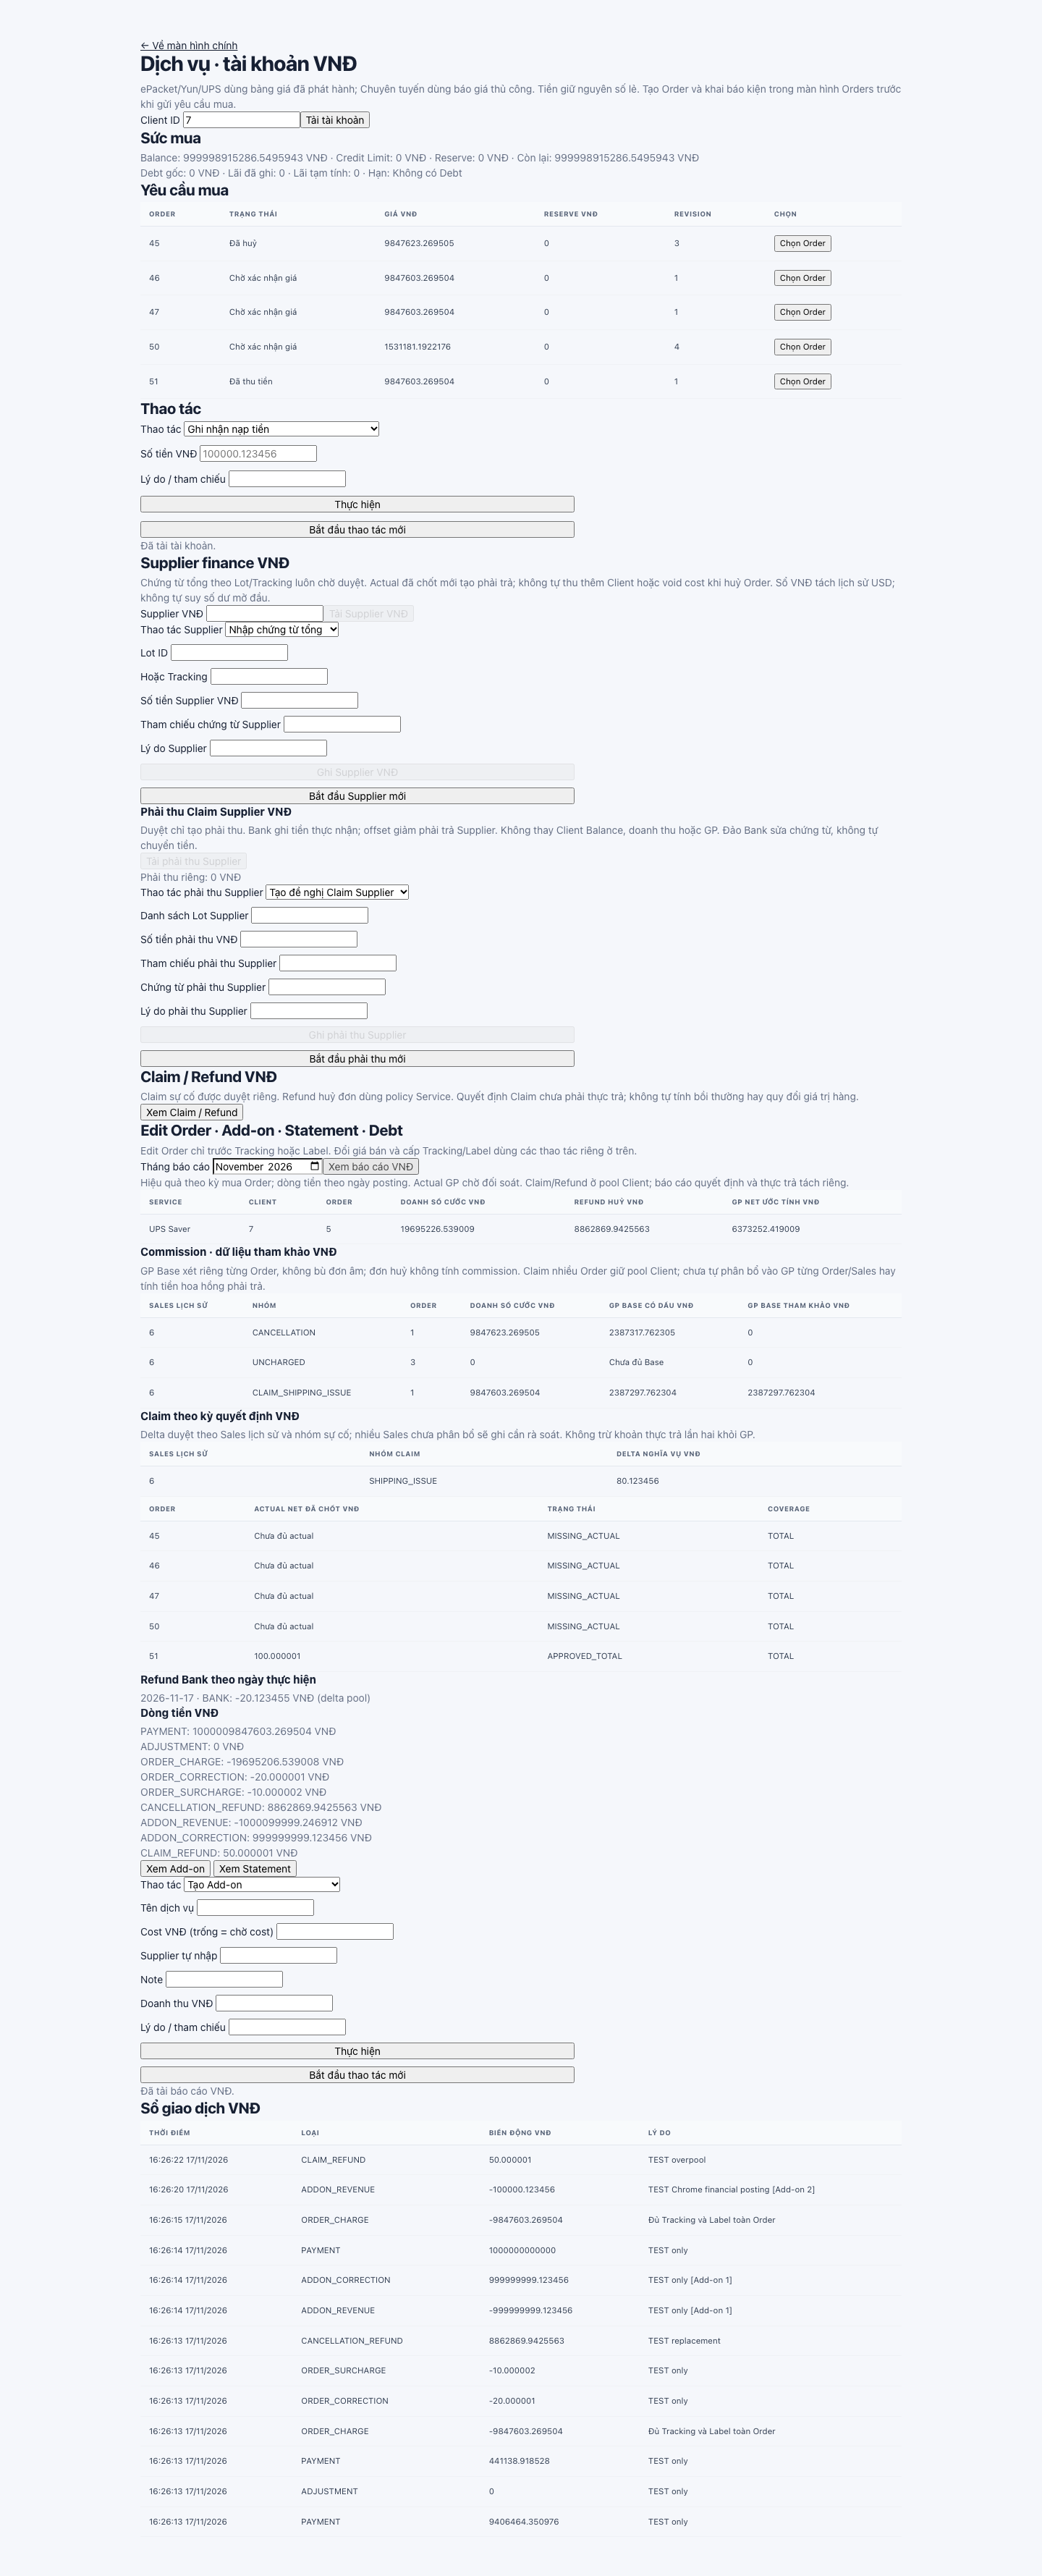 ← Về màn hình chính
Dịch vụ · tài khoản VNĐ
ePacket/Yun/UPS dùng bảng giá đã phát hành; Chuyên tuyến dùng báo giá thủ công. Tiền giữ nguyên số lẻ. Tạo Order và khai báo kiện trong màn hình Orders trước
khi gửi yêu cầu mua.
Client ID 7 Tải tài khoản
Sức mua
Balance: 999998915286.5495943 VNĐ · Credit Limit: 0 VNĐ · Reserve: 0 VNĐ · Còn lại: 999998915286.5495943 VNĐ
Debt gốc: 0 VNĐ · Lãi đã ghi: 0 · Lãi tạm tính: 0 · Hạn: Không có Debt
Yêu cầu mua
ORDER TRẠNG THÁI GIÁ VNĐ RESERVE VNĐ REVISION CHỌN
45 Đã huỷ 9847623.269505 0 3 Chọn Order
46 Chờ xác nhận giá 9847603.269504 0 1 Chọn Order
47 Chờ xác nhận giá 9847603.269504 0 1 Chọn Order
50 Chờ xác nhận giá 1531181.1922176 0 4 Chọn Order
51 Đã thu tiền 9847603.269504 0 1 Chọn Order
Thao tác
Thao tác Ghi nhận nạp tiền
Số tiền VNĐ 100000.123456
Lý do / tham chiếu
Thực hiện
Bắt đầu thao tác mới
Đã tải tài khoản.
Supplier finance VNĐ
Chứng từ tổng theo Lot/Tracking luôn chờ duyệt. Actual đã chốt mới tạo phải trả; không tự thu thêm Client hoặc void cost khi huỷ Order. Số VNĐ tách lịch sử USD;
không tự suy số dư mở đầu.
Supplier VNĐ Tải Supplier VNĐ
Thao tác Supplier Nhập chứng từ tổng
Lot ID
Hoặc Tracking
Số tiền Supplier VNĐ
Tham chiếu chứng từ Supplier
Lý do Supplier
Ghi Supplier VNĐ
Bắt đầu Supplier mới
Phải thu Claim Supplier VNĐ
Duyệt chỉ tạo phải thu. Bank ghi tiền thực nhận; offset giảm phải trả Supplier. Không thay Client Balance, doanh thu hoặc GP. Đảo Bank sửa chứng từ, không tự
chuyển tiền.
Tải phải thu Supplier
Phải thu riêng: 0 VNĐ
Thao tác phải thu Supplier Tạo đề nghị Claim Supplier
Danh sách Lot Supplier
Số tiền phải thu VNĐ
Tham chiếu phải thu Supplier
Chứng từ phải thu Supplier
Lý do phải thu Supplier
Ghi phải thu Supplier
Bắt đầu phải thu mới
Claim / Refund VNĐ
Claim sự cố được duyệt riêng. Refund huỷ đơn dùng policy Service. Quyết định Claim chưa phải thực trả; không tự tính bồi thường hay quy đổi giá trị hàng.
Xem Claim / Refund
Edit Order · Add-on · Statement · Debt
Edit Order chỉ trước Tracking hoặc Label. Đổi giá bán và cấp Tracking/Label dùng các thao tác riêng ở trên.
Tháng báo cáo November 2026 Xem báo cáo VNĐ
Hiệu quả theo kỳ mua Order; dòng tiền theo ngày posting. Actual GP chờ đối soát. Claim/Refund ở pool Client; báo cáo quyết định và thực trả tách riêng.
SERVICE CLIENT ORDER DOANH SỐ CƯỚC VNĐ REFUND HUỶ VNĐ GP NET ƯỚC TÍNH VNĐ
UPS Saver 7 5 19695226.539009 8862869.9425563 6373252.419009
Commission · dữ liệu tham khảo VNĐ
GP Base xét riêng từng Order, không bù đơn âm; đơn huỷ không tính commission. Claim nhiều Order giữ pool Client; chưa tự phân bổ vào GP từng Order/Sales hay
tính tiền hoa hồng phải trả.
SALES LỊCH SỬ NHÓM ORDER DOANH SỐ CƯỚC VNĐ GP BASE CÓ DẤU VNĐ GP BASE THAM KHẢO VNĐ
6 CANCELLATION 1 9847623.269505 2387317.762305 0
6 UNCHARGED 3 0 Chưa đủ Base 0
6 CLAIM_SHIPPING_ISSUE 1 9847603.269504 2387297.762304 2387297.762304
Claim theo kỳ quyết định VNĐ
Delta duyệt theo Sales lịch sử và nhóm sự cố; nhiều Sales chưa phân bổ sẽ ghi cần rà soát. Không trừ khoản thực trả lần hai khỏi GP.
SALES LỊCH SỬ NHÓM CLAIM DELTA NGHĨA VỤ VNĐ
6 SHIPPING_ISSUE 80.123456
ORDER ACTUAL NET ĐÃ CHỐT VNĐ TRẠNG THÁI COVERAGE
45 Chưa đủ actual MISSING_ACTUAL TOTAL
46 Chưa đủ actual MISSING_ACTUAL TOTAL
47 Chưa đủ actual MISSING_ACTUAL TOTAL
50 Chưa đủ actual MISSING_ACTUAL TOTAL
51 100.000001 APPROVED_TOTAL TOTAL
Refund Bank theo ngày thực hiện
2026-11-17 · BANK: -20.123455 VNĐ (delta pool)
Dòng tiền VNĐ
PAYMENT: 1000009847603.269504 VNĐ
ADJUSTMENT: 0 VNĐ
ORDER_CHARGE: -19695206.539008 VNĐ
ORDER_CORRECTION: -20.000001 VNĐ
ORDER_SURCHARGE: -10.000002 VNĐ
CANCELLATION_REFUND: 8862869.9425563 VNĐ
ADDON_REVENUE: -1000099999.246912 VNĐ
ADDON_CORRECTION: 999999999.123456 VNĐ
CLAIM_REFUND: 50.000001 VNĐ
Xem Add-on Xem Statement
Thao tác Tạo Add-on
Tên dịch vụ
Cost VNĐ (trống = chờ cost)
Supplier tự nhập
Note
Doanh thu VNĐ
Lý do / tham chiếu
Thực hiện
Bắt đầu thao tác mới
Đã tải báo cáo VNĐ.
Sổ giao dịch VNĐ
THỜI ĐIỂM LOẠI BIẾN ĐỘNG VNĐ LÝ DO
16:26:22 17/11/2026 CLAIM_REFUND 50.000001 TEST overpool
16:26:20 17/11/2026 ADDON_REVENUE -100000.123456 TEST Chrome financial posting [Add-on 2]
16:26:15 17/11/2026 ORDER_CHARGE -9847603.269504 Đủ Tracking và Label toàn Order
16:26:14 17/11/2026 PAYMENT 1000000000000 TEST only
16:26:14 17/11/2026 ADDON_CORRECTION 999999999.123456 TEST only [Add-on 1]
16:26:14 17/11/2026 ADDON_REVENUE -999999999.123456 TEST only [Add-on 1]
16:26:13 17/11/2026 CANCELLATION_REFUND 8862869.9425563 TEST replacement
16:26:13 17/11/2026 ORDER_SURCHARGE -10.000002 TEST only
16:26:13 17/11/2026 ORDER_CORRECTION -20.000001 TEST only
16:26:13 17/11/2026 ORDER_CHARGE -9847603.269504 Đủ Tracking và Label toàn Order
16:26:13 17/11/2026 PAYMENT 441138.918528 TEST only
16:26:13 17/11/2026 ADJUSTMENT 0 TEST only
16:26:13 17/11/2026 PAYMENT 9406464.350976 TEST only